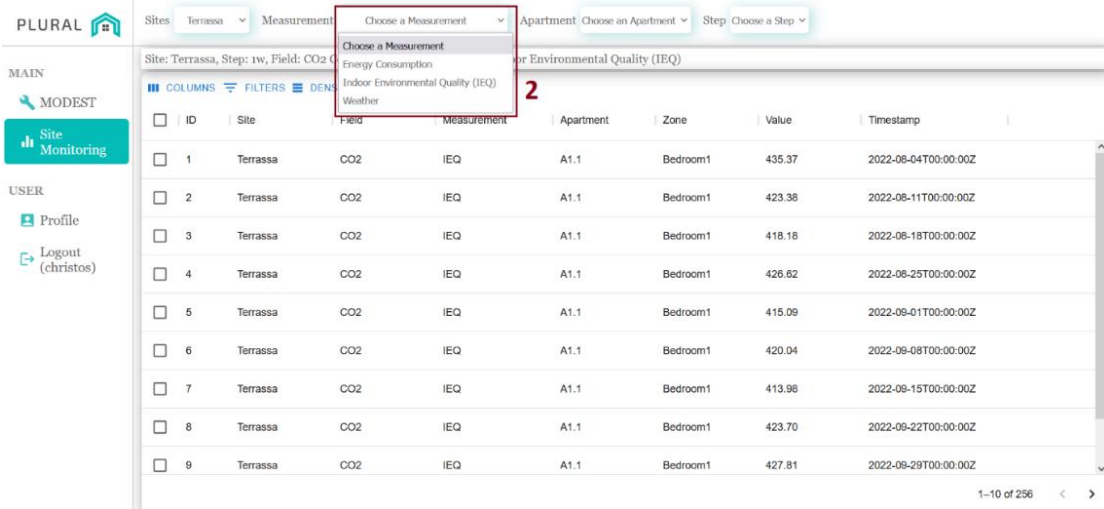 PLURAL
Sites Terrassa Measurement Choose a Measurement Apartment Choose an Apartment Step Choose a Step
Choose a Measurement
Energy Consumption
Indoor Environmental Quality (IEQ)
Weather
2
Site: Terrassa, Step: 1w, Field: CO2 Environmental Quality (IEQ)
MAIN
MODEST
Site
Monitoring
USER
Profile
Logout
(christos)
COLUMNS FILTERS
ID Site Field Measurement Apartment Zone Value Timestamp
1 Terrassa CO2 IEQ A1.1 Bedroom1 435.37 2022-08-04T00:00:00Z
2 Terrassa CO2 IEQ A1.1 Bedroom1 423.38 2022-08-11T00:00:00Z
3 Terrassa CO2 IEQ A1.1 Bedroom1 418.18 2022-08-18T00:00:00Z
4 Terrassa CO2 IEQ A1.1 Bedroom1 426.62 2022-08-25T00:00:00Z
5 Terrassa CO2 IEQ A1.1 Bedroom1 415.09 2022-09-01T00:00:00Z
6 Terrassa CO2 IEQ A1.1 Bedroom1 420.04 2022-09-08T00:00:00Z
7 Terrassa CO2 IEQ A1.1 Bedroom1 413.98 2022-09-15T00:00:00Z
8 Terrassa CO2 IEQ A1.1 Bedroom1 423.70 2022-09-22T00:00:00Z
9 Terrassa CO2 IEQ A1.1 Bedroom1 427.81 2022-09-29T00:00:00Z
1–10 of 256